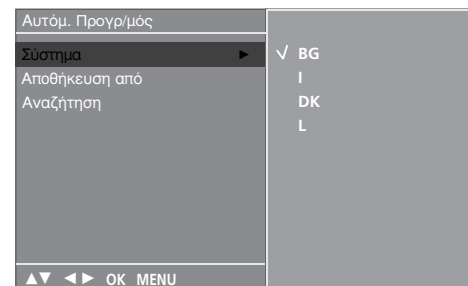 Αυτόμ. Προγρ/μός
Σύστημα ►
Αποθήκευση από
Αναζήτηση
√ BG
I
DK
L
▲▼ ◄► OK MENU